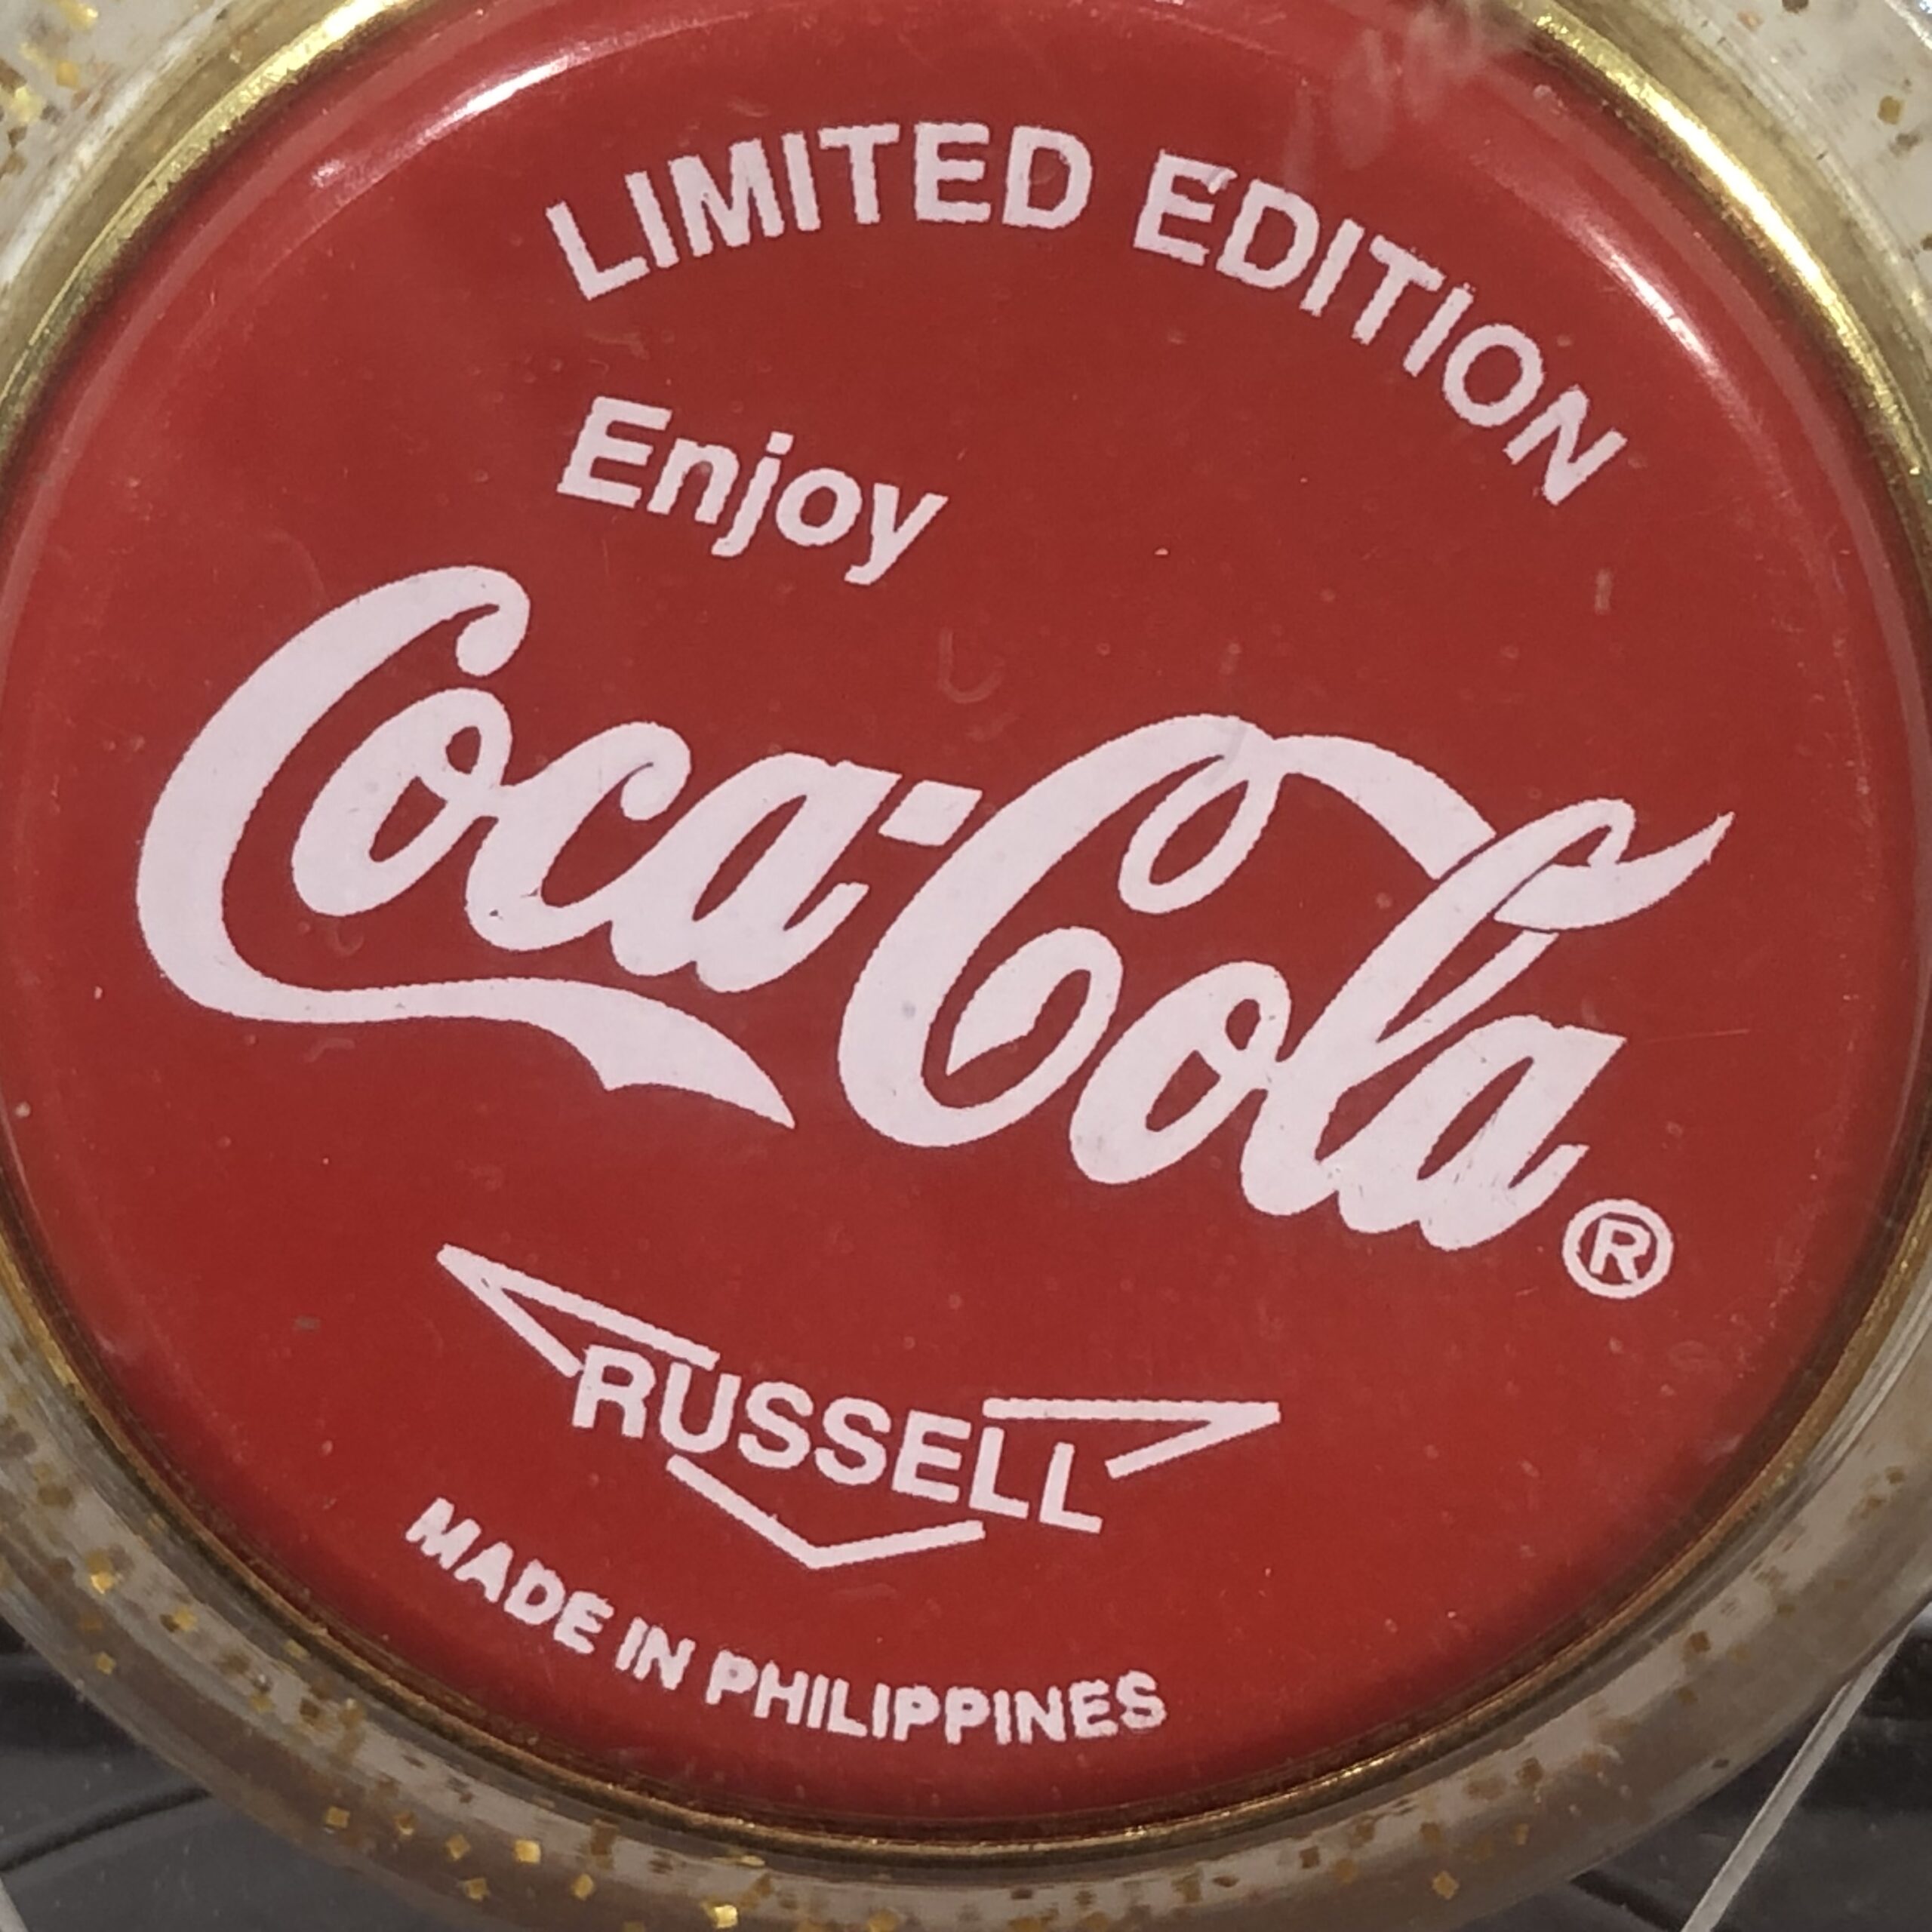 LIMITED EDITION
Enjoy
Coca-Cola®
RUSSELL
MADE IN PHILIPPINES